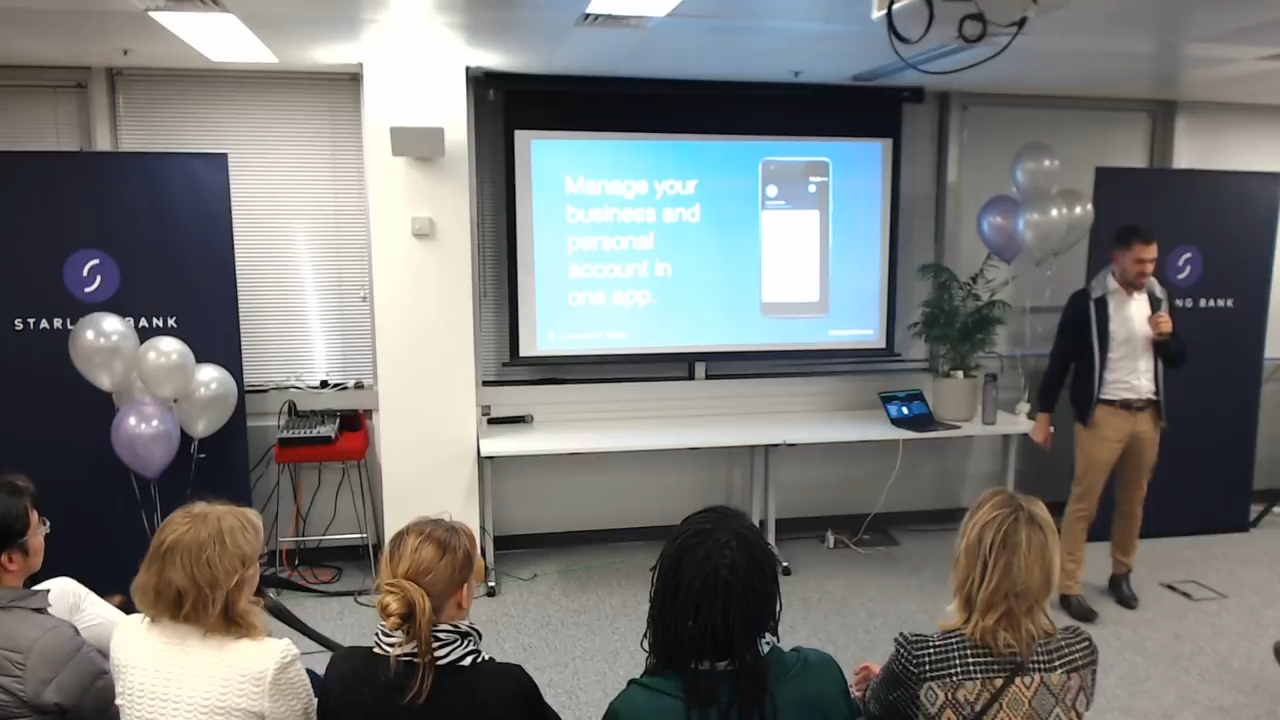 Manage your
business and
personal
account in
one app.
STARL BANK
NG BANK